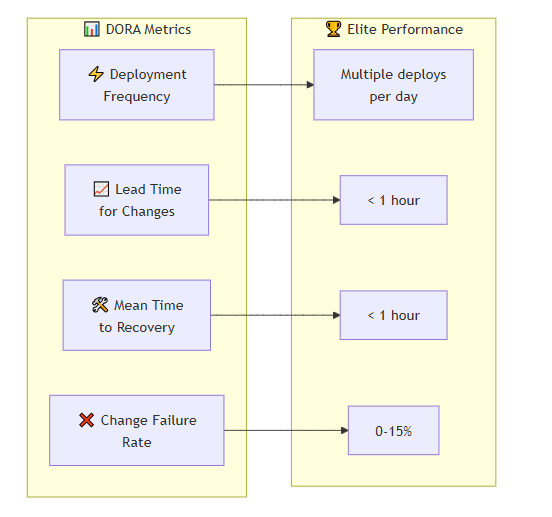 📊 DORA Metrics
🏆 Elite Performance
⚡ Deployment
Frequency
Multiple deploys
per day
📈 Lead Time
for Changes
< 1 hour
🛠 Mean Time
to Recovery
< 1 hour
❌ Change Failure
Rate
0-15%